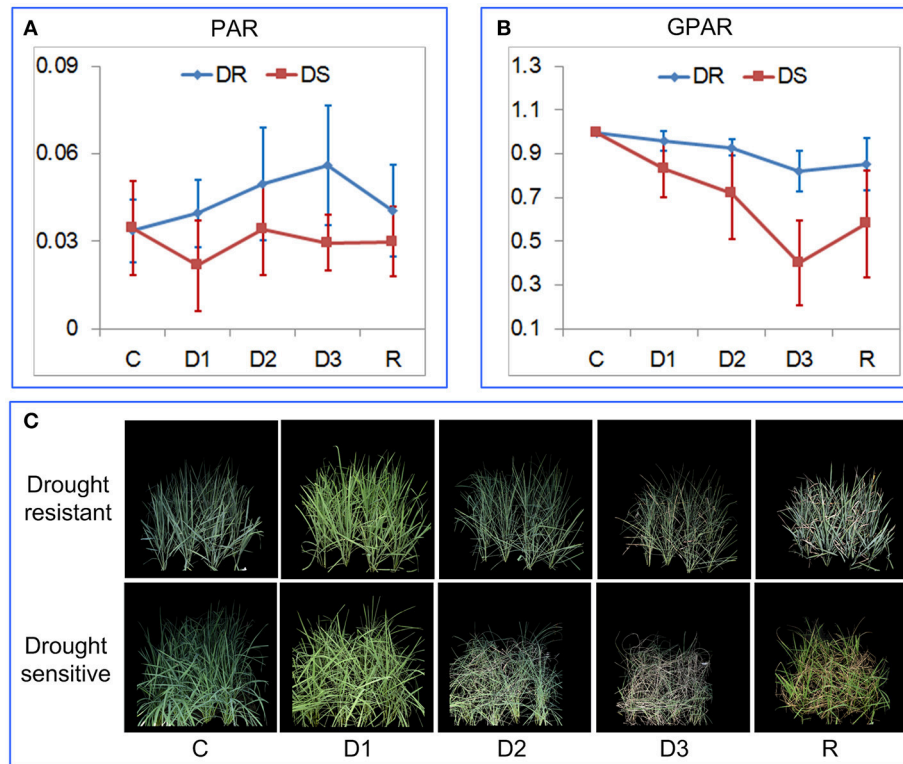 A
PAR
0.09
DR DS
0.06
0.03
0
C D1 D2 D3 R
B
GPAR
1.3
DR DS
1.1
0.9
0.7
0.5
0.3
0.1
C D1 D2 D3 R
C
Drought
resistant
Drought
sensitive
C D1 D2 D3 R